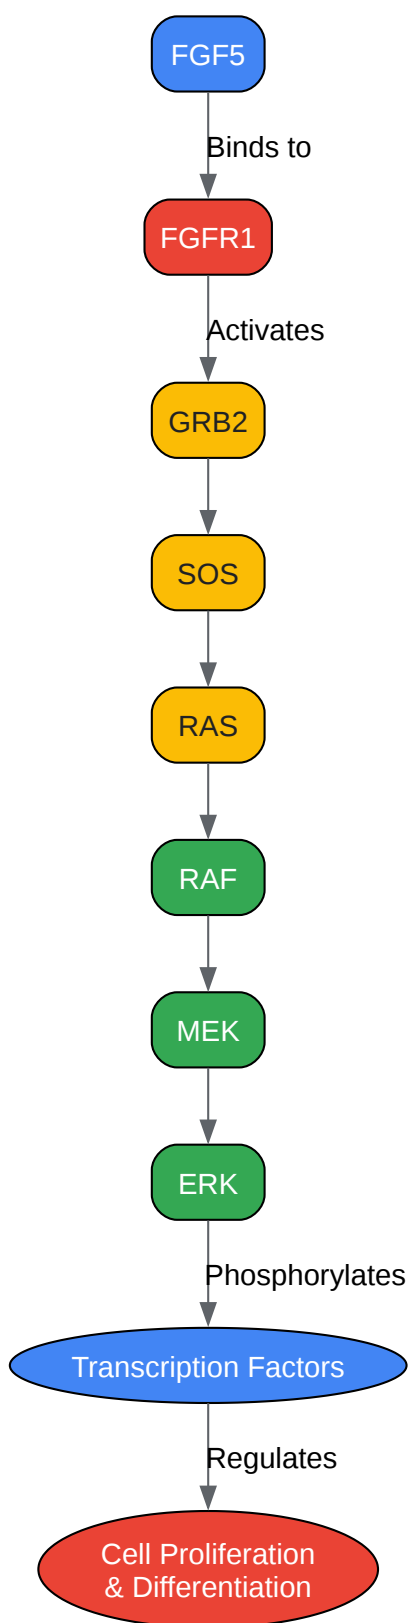 FGF5
Binds to
FGFR1
Activates
GRB2
SOS
RAS
RAF
MEK
ERK
Phosphorylates
Transcription Factors
Regulates
Cell Proliferation
& Differentiation